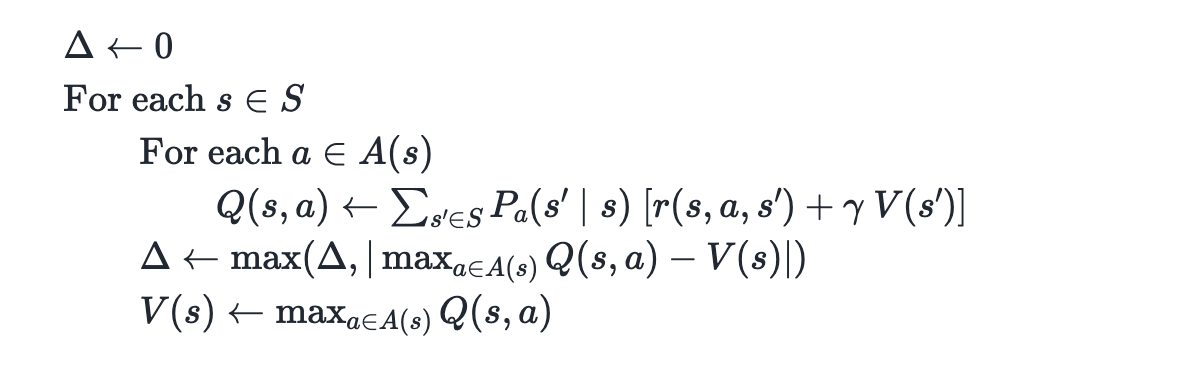 Δ ← 0
For each s ∈ S
For each a ∈ A(s)
Q(s, a) ← ∑_{s′∈S} P_a(s′ | s) [r(s, a, s′) + γ V(s′)]
Δ ← max(Δ, | max_{a∈A(s)} Q(s, a) − V(s)|)
V(s) ← max_{a∈A(s)} Q(s, a)